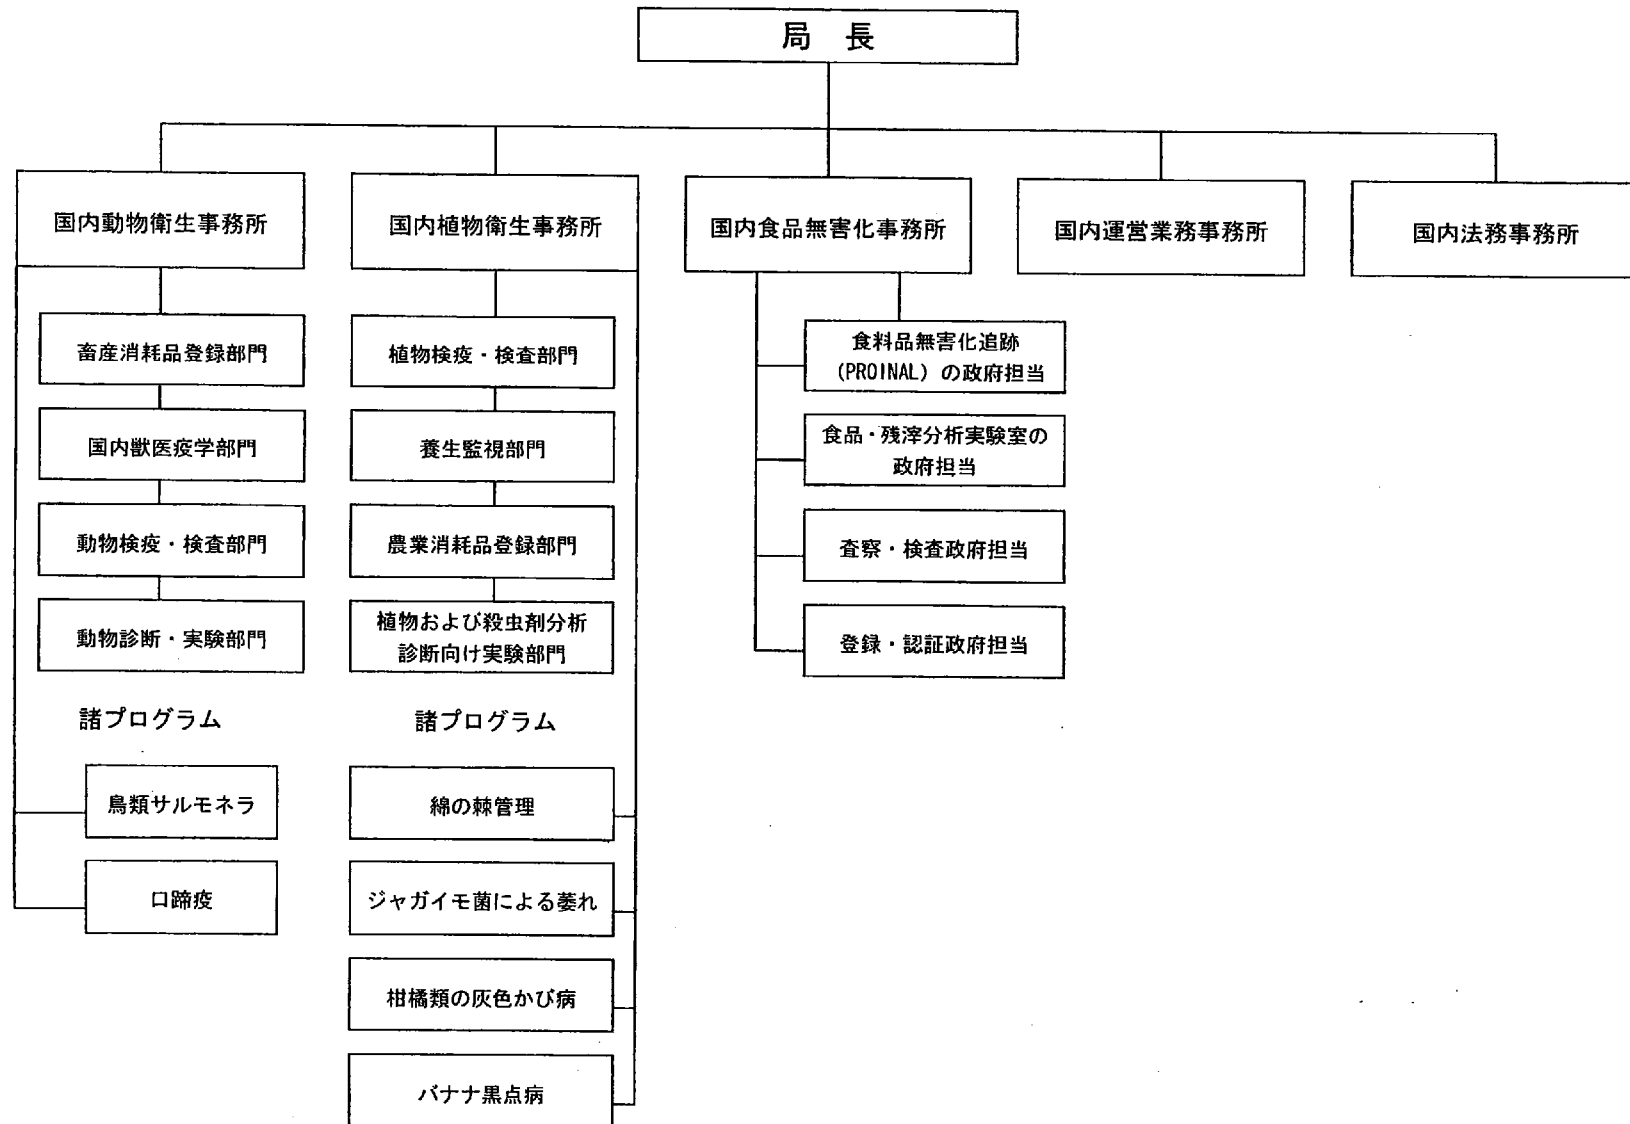 局 長
国内動物衛生事務所
国内植物衛生事務所
国内食品無害化事務所
国内運営業務事務所
国内法務事務所
畜産消耗品登録部門
国内獣医疫学部門
動物検疫・検査部門
動物診断・実験部門
諸プログラム
鳥類サルモネラ
口蹄疫
植物検疫・検査部門
養生監視部門
農業消耗品登録部門
植物および殺虫剤分析
診断向け実験部門
諸プログラム
綿の棘管理
ジャガイモ菌による萎れ
柑橘類の灰色かび病
バナナ黒点病
食料品無害化追跡
(PROINAL) の政府担当
食品・残滓分析実験室の
政府担当
査察・検査政府担当
登録・認証政府担当